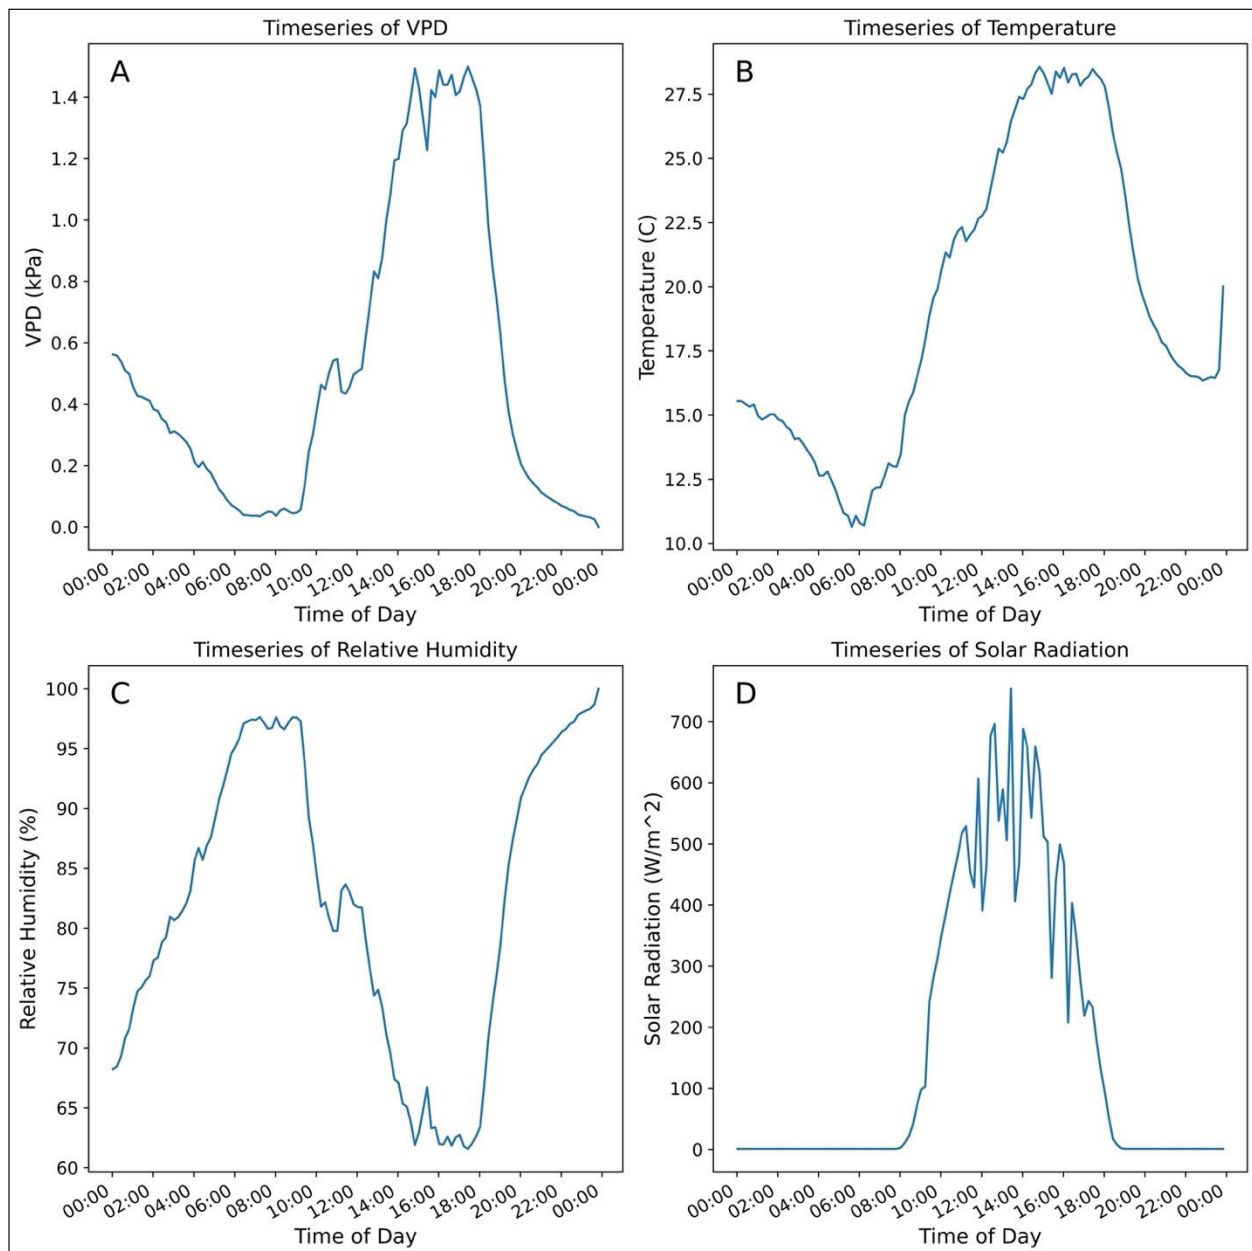 Timeseries of VPD
A
VPD (kPa)
1.4
1.2
1.0
0.8
0.6
0.4
0.2
0.0
00:00 02:00 04:00 06:00 08:00 10:00 12:00 14:00 16:00 18:00 20:00 22:00 00:00
Time of Day
Timeseries of Temperature
B
Temperature (C)
27.5
25.0
22.5
20.0
17.5
15.0
12.5
10.0
00:00 02:00 04:00 06:00 08:00 10:00 12:00 14:00 16:00 18:00 20:00 22:00 00:00
Time of Day
Timeseries of Relative Humidity
C
Relative Humidity (%)
100
95
90
85
80
75
70
65
60
00:00 02:00 04:00 06:00 08:00 10:00 12:00 14:00 16:00 18:00 20:00 22:00 00:00
Time of Day
Timeseries of Solar Radiation
D
Solar Radiation (W/m^2)
700
600
500
400
300
200
100
0
00:00 02:00 04:00 06:00 08:00 10:00 12:00 14:00 16:00 18:00 20:00 22:00 00:00
Time of Day